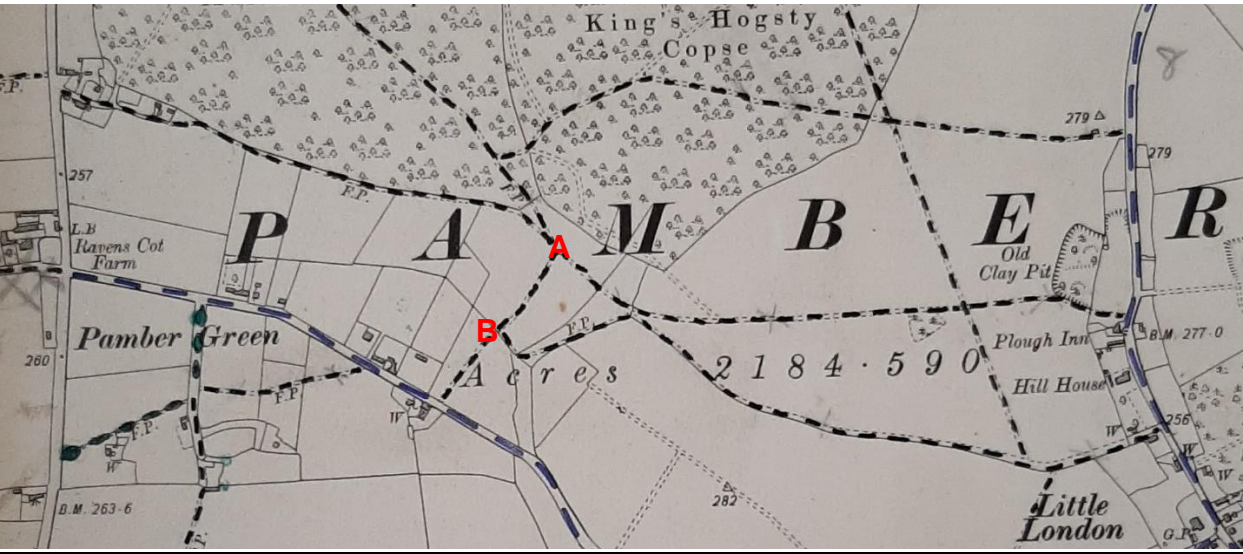 King's Hogsty
Copse
8
F.P.
279
279
257
F.P.
F.P.
P A M B E R
L.B
Ravens Cot
Farm
A
Old
Clay Pit
Pamber Green
B
F.P.
Plough Inn
B.M. 277·0
260
Acres
2184·590
Hill House
F.P.
W
F.P.
W
W
256
W
W
B.M. 263·6
282
Little
London
G.P.
F.P.